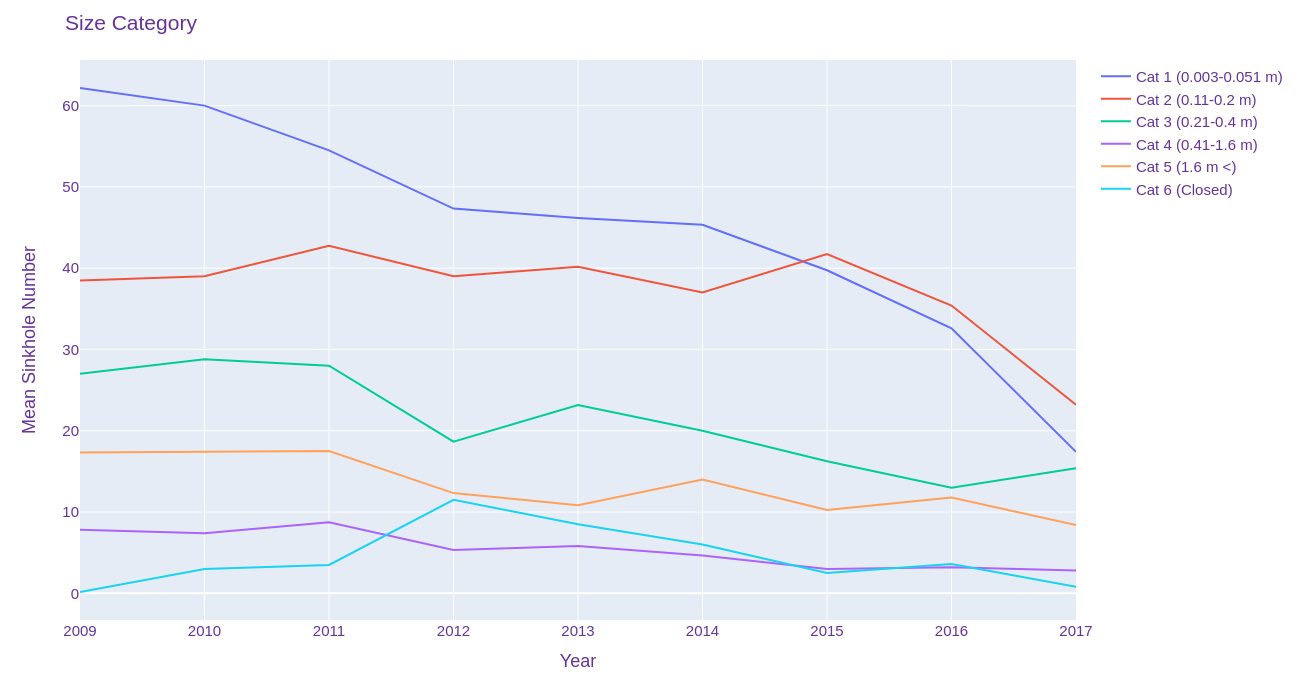 Size Category
Mean Sinkhole Number
60
50
40
30
20
10
0
2009 2010 2011 2012 2013 2014 2015 2016 2017
Year
Cat 1 (0.003-0.051 m)
Cat 2 (0.11-0.2 m)
Cat 3 (0.21-0.4 m)
Cat 4 (0.41-1.6 m)
Cat 5 (1.6 m <)
Cat 6 (Closed)